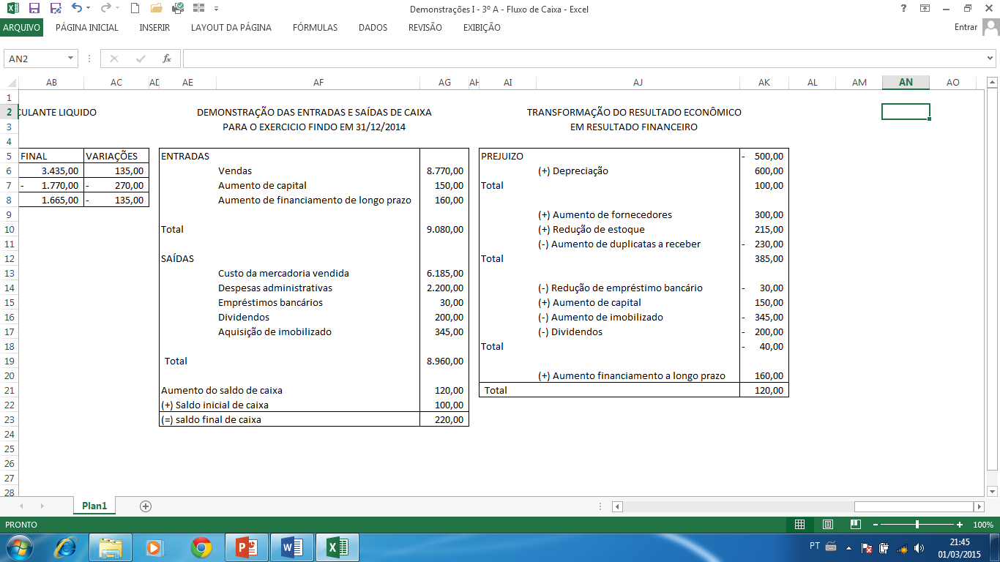 Demonstrações I - 3º A - Fluxo de Caixa - Excel
ARQUIVO PÁGINA INICIAL INSERIR LAYOUT DA PÁGINA FÓRMULAS DADOS REVISÃO EXIBIÇÃO Entrar
AN2 fx
AB AC AD AE AF AG AH AI AJ AK AL AM AN AO
1
2 CULANTE LIQUIDO DEMONSTRAÇÃO DAS ENTRADAS E SAÍDAS DE CAIXA TRANSFORMAÇÃO DO RESULTADO ECONÔMICO
3 PARA O EXERCICIO FINDO EM 31/12/2014 EM RESULTADO FINANCEIRO
4
5 FINAL VARIAÇÕES ENTRADAS PREJUIZO - 500,00
6 3.435,00 135,00 Vendas 8.770,00 (+) Depreciação 600,00
7 - 1.770,00 - 270,00 Aumento de capital 150,00 Total 100,00
8 1.665,00 - 135,00 Aumento de financiamento de longo prazo 160,00
9 (+) Aumento de fornecedores 300,00
10 Total 9.080,00 (+) Redução de estoque 215,00
11 (-) Aumento de duplicatas a receber - 230,00
12 SAÍDAS Total 385,00
13 Custo da mercadoria vendida 6.185,00
14 Despesas administrativas 2.200,00 (-) Redução de empréstimo bancário - 30,00
15 Empréstimos bancários 30,00 (+) Aumento de capital 150,00
16 Dividendos 200,00 (-) Aumento de imobilizado - 345,00
17 Aquisição de imobilizado 345,00 (-) Dividendos - 200,00
18 Total - 40,00
19 Total 8.960,00
20 (+) Aumento financiamento a longo prazo 160,00
21 Aumento do saldo de caixa 120,00 Total 120,00
22 (+) Saldo inicial de caixa 100,00
23 (=) saldo final de caixa 220,00
24
25
26
27
28
Plan1
PRONTO 100%
PT 21:45
01/03/2015